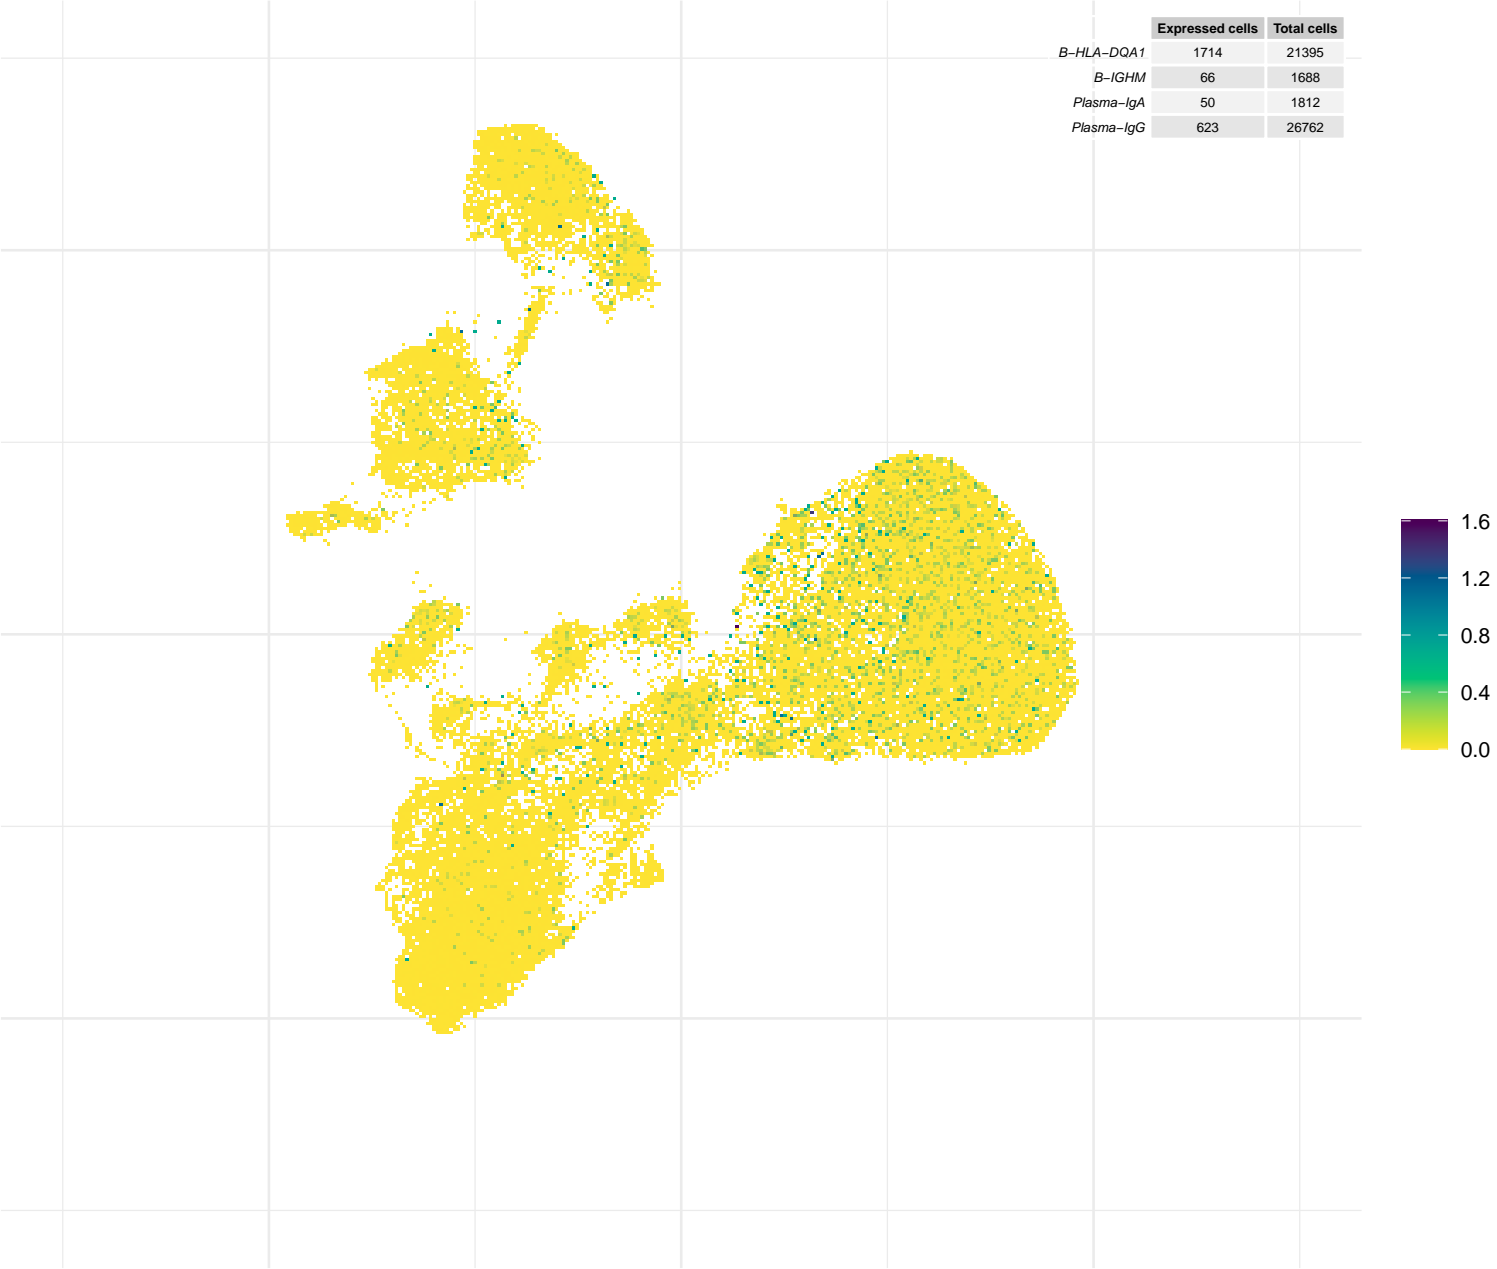 Expressed cells Total cells
B−HLA−DQA1 1714 21395
B−IGHM 66 1688
Plasma−IgA 50 1812
Plasma−IgG 623 26762
1.6
1.2
0.8
0.4
0.0